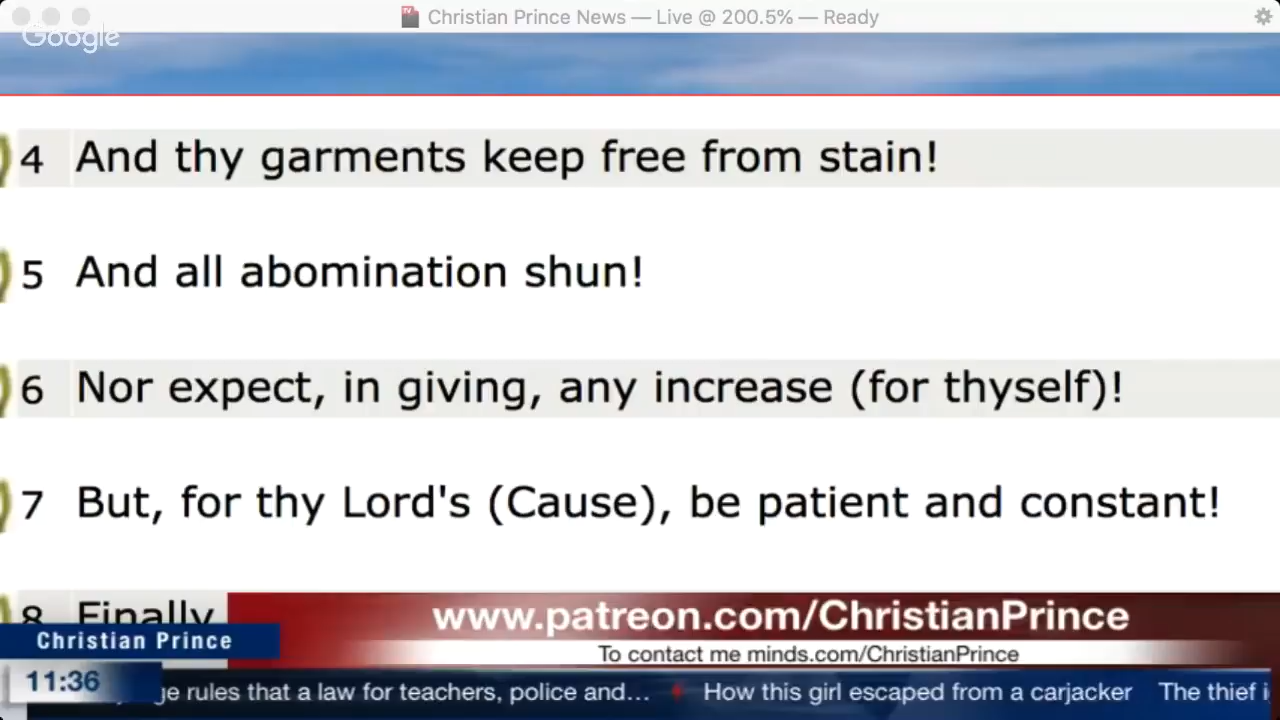 Christian Prince News — Live @ 200.5% — Ready
Google
4 And thy garments keep free from stain!
5 And all abomination shun!
6 Nor expect, in giving, any increase (for thyself)!
7 But, for thy Lord's (Cause), be patient and constant!
8 Finally
www.patreon.com/ChristianPrince
Christian Prince
To contact me minds.com/ChristianPrince
11:36
rules that a law for teachers, police and... How this girl escaped from a carjacker The thief